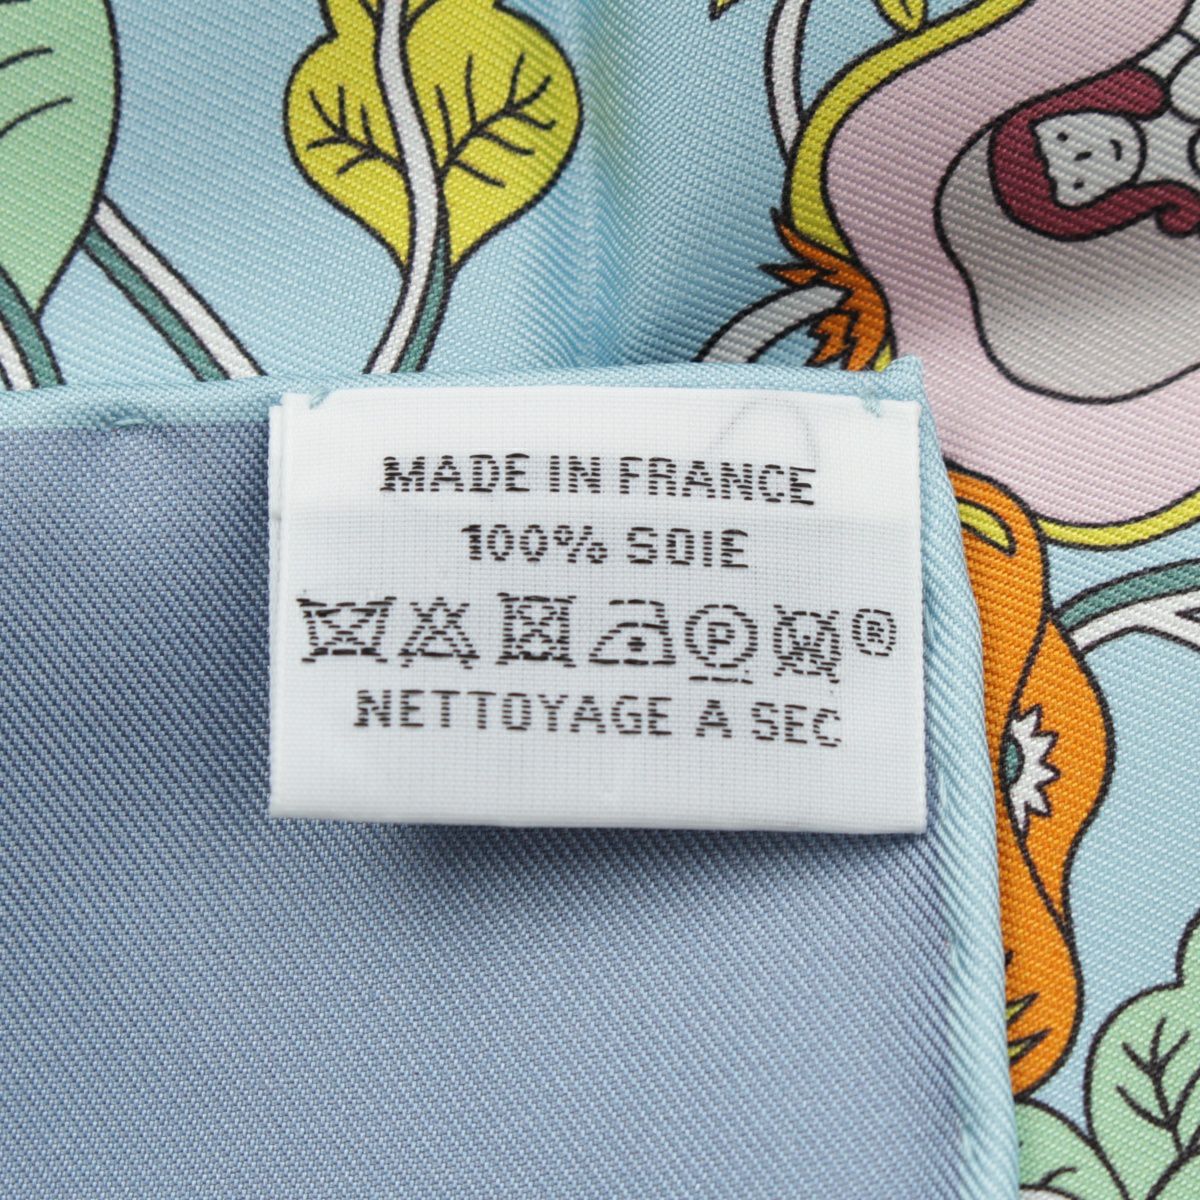 MADE IN FRANCE
100% SOIE
P ®
NETTOYAGE A SEC